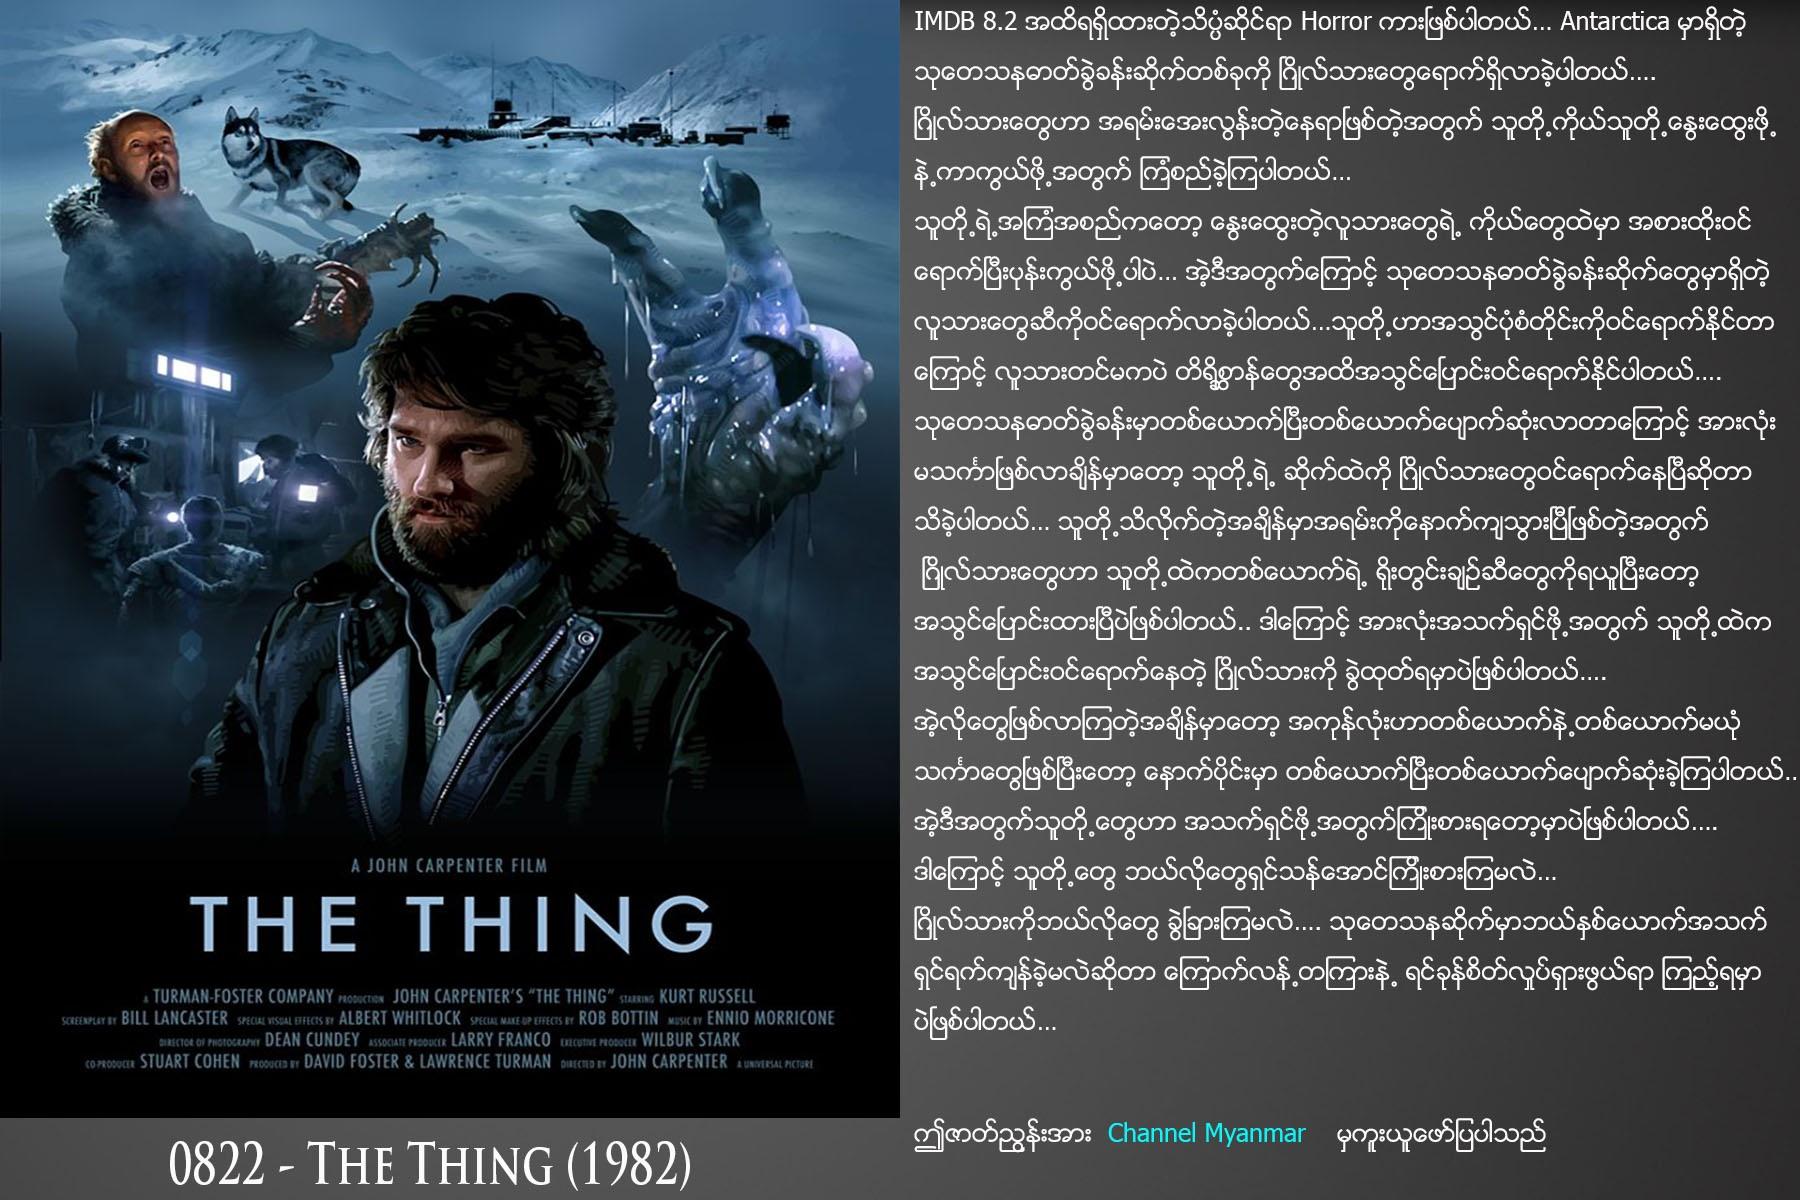 A JOHN CARPENTER FILM
THE THING
A TURMAN-FOSTER COMPANY PRODUCTION JOHN CARPENTER'S "THE THING" STARRING KURT RUSSELL
SCREENPLAY BY BILL LANCASTER SPECIAL VISUAL EFFECTS BY ALBERT WHITLOCK SPECIAL MAKE-UP EFFECTS BY ROB BOTTIN MUSIC BY ENNIO MORRICONE
DIRECTOR OF PHOTOGRAPHY DEAN CUNDEY ASSOCIATE PRODUCER LARRY FRANCO EXECUTIVE PRODUCER WILBUR STARK
CO-PRODUCER STUART COHEN PRODUCED BY DAVID FOSTER & LAWRENCE TURMAN DIRECTED BY JOHN CARPENTER A UNIVERSAL PICTURE
0822 - THE THING (1982)
IMDB 8.2 အထိရရှိထားတဲ့သိပ္ပံဆိုင်ရာ Horror ကားဖြစ်ပါတယ်... Antarctica မှာရှိတဲ့
သုတေသနဓာတ်ခွဲခန်းဆိုက်တစ်ခုကို ဂြိုလ်သားတွေရောက်ရှိလာခဲ့ပါတယ်....
ဂြိုလ်သားတွေဟာ အရမ်းအေးလွန်းတဲ့နေရာဖြစ်တဲ့အတွက် သူတို့ကိုယ်သူတို့နွေးထွေးဖို့
နဲ့ကာကွယ်ဖို့အတွက် ကြံစည်ခဲ့ကြပါတယ်...
သူတို့ရဲ့အကြံအစည်ကတော့ နွေးထွေးတဲ့လူသားတွေရဲ့ ကိုယ်တွေထဲမှာ အစားထိုးဝင်
ရောက်ပြီးပုန်းကွယ်ဖို့ပါပဲ... အဲ့ဒီအတွက်ကြောင့် သုတေသနဓာတ်ခွဲခန်းဆိုက်တွေမှာရှိတဲ့
လူသားတွေဆီကိုဝင်ရောက်လာခဲ့ပါတယ်...သူတို့ဟာအသွင်ပုံစံတိုင်းကိုဝင်ရောက်နိုင်တာ
ကြောင့် လူသားတင်မကပဲ တိရိစ္ဆာန်တွေအထိအသွင်ပြောင်းဝင်ရောက်နိုင်ပါတယ်....
သုတေသနဓာတ်ခွဲခန်းမှာတစ်ယောက်ပြီးတစ်ယောက်ပျောက်ဆုံးလာတာကြောင့် အားလုံး
မသင်္ကာဖြစ်လာချိန်မှာတော့ သူတို့ရဲ့ ဆိုက်ထဲကို ဂြိုလ်သားတွေဝင်ရောက်နေပြီဆိုတာ
သိခဲ့ပါတယ်... သူတို့သိလိုက်တဲ့အချိန်မှာအရမ်းကိုနောက်ကျသွားပြီဖြစ်တဲ့အတွက်
ဂြိုလ်သားတွေဟာ သူတို့ထဲကတစ်ယောက်ရဲ့ ရိုးတွင်းချဉ်ဆီတွေကိုရယူပြီးတော့
အသွင်ပြောင်းထားပြီပဲဖြစ်ပါတယ်.. ဒါကြောင့် အားလုံးအသက်ရှင်ဖို့အတွက် သူတို့ထဲက
အသွင်ပြောင်းဝင်ရောက်နေတဲ့ ဂြိုလ်သားကို ခွဲထုတ်ရမှာပဲဖြစ်ပါတယ်....
အဲ့လိုတွေဖြစ်လာကြတဲ့အချိန်မှာတော့ အကုန်လုံးဟာတစ်ယောက်နဲ့တစ်ယောက်မယုံ
သင်္ကာတွေဖြစ်ပြီးတော့ နောက်ပိုင်းမှာ တစ်ယောက်ပြီးတစ်ယောက်ပျောက်ဆုံးခဲ့ကြပါတယ်..
အဲ့ဒီအတွက်သူတို့တွေဟာ အသက်ရှင်ဖို့အတွက်ကြိုးစားရတော့မှာပဲဖြစ်ပါတယ်....
ဒါကြောင့် သူတို့တွေ ဘယ်လိုတွေရှင်သန်အောင်ကြိုးစားကြမလဲ...
ဂြိုလ်သားကိုဘယ်လိုတွေ ခွဲခြားကြမလဲ.... သုတေသနဆိုက်မှာဘယ်နှစ်ယောက်အသက်
ရှင်ရက်ကျန်ခဲ့မလဲဆိုတာ ကြောက်လန့်တကြားနဲ့ ရင်ခုန်စိတ်လှုပ်ရှားဖွယ်ရာ ကြည့်ရမှာ
ပဲဖြစ်ပါတယ်...
ဤဇာတ်ညွှန်းအား Channel Myanmar မှကူးယူဖော်ပြပါသည်